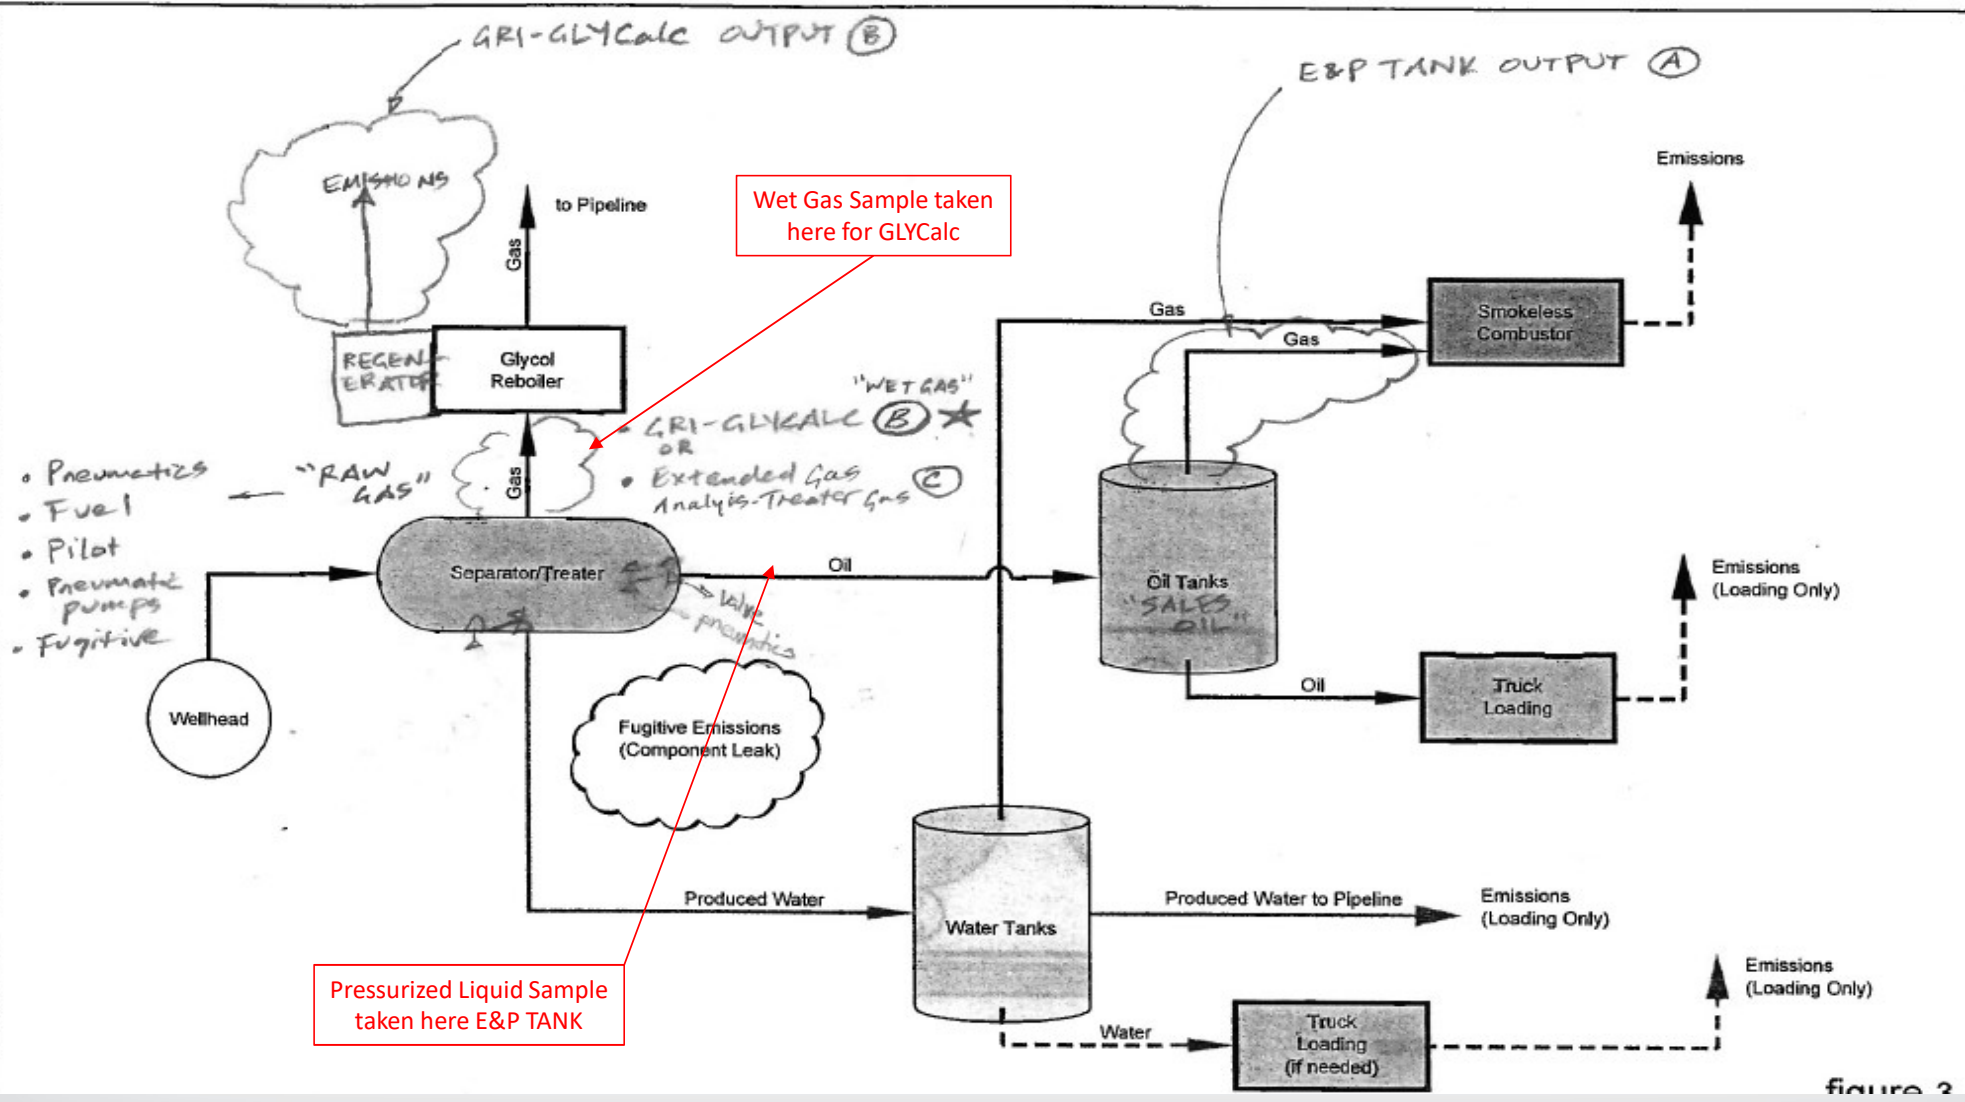 GRI-GLYCalc OUTPUT B
E&P TANK OUTPUT A
EMISSIONS
to Pipeline
Gas
Wet Gas Sample taken
here for GLYCalc
Emissions
Gas
Gas
Smokeless
Combustor
REGEN-
ERATOR
Glycol
Reboiler
"WET GAS"
• GRI-GLYCALC B ★
OR
• Extended Gas
Analyis-Treater Gas C
Gas
"RAW
GAS"
• Pneumatics
• Fuel
• Pilot
• Pneumatic
pumps
• Fugitive
Separator/Treater
Oil
valve
pneumatics
Oil Tanks
"SALES
OIL"
Emissions
(Loading Only)
Oil
Truck
Loading
Wellhead
Fugitive Emissions
(Component Leak)
Produced Water
Water Tanks
Produced Water to Pipeline
Emissions
(Loading Only)
Pressurized Liquid Sample
taken here E&P TANK
Water
Truck
Loading
(if needed)
Emissions
(Loading Only)
figure 3